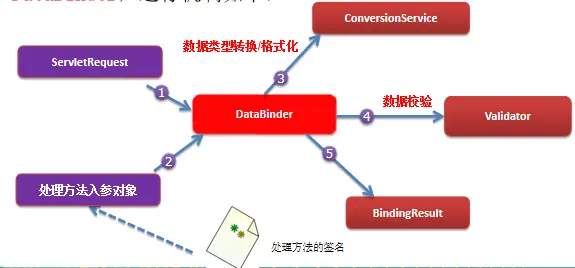 ConversionService
数据类型转换/格式化
ServletRequest
3
1
数据校验
DataBinder
4
Validator
2
5
处理方法入参对象
BindingResult
处理方法的签名